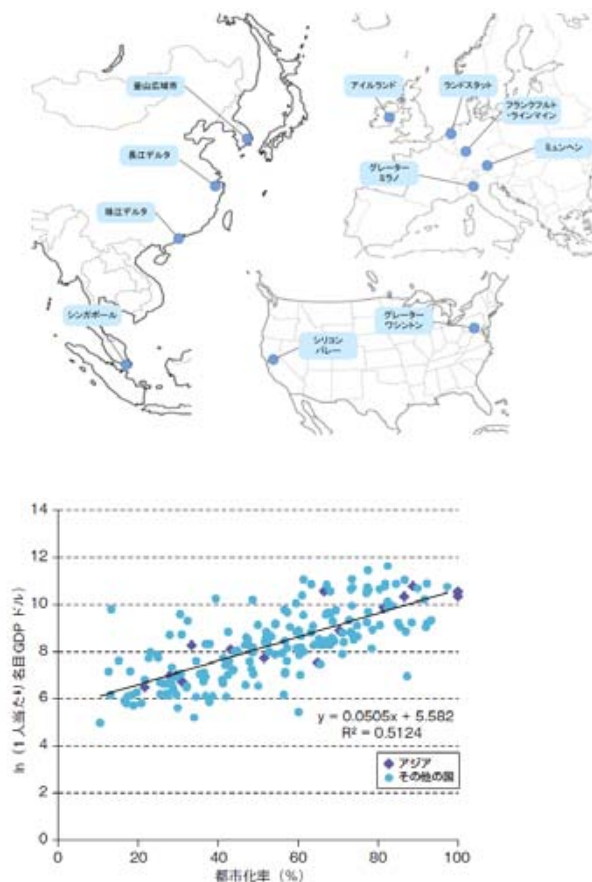 釜山広域市
長江デルタ
珠江デルタ
シンガポール
アイルランド
ランドスタット
フランクフルト
・ラインマイン
ミュンヘン
グレーター
ミラノ
グレーター
ワシントン
シリコン
バレー
ln（1人当たり名目GDP ドル）
14
12
10
8
6
4
2
0
y = 0.0505x + 5.582
R² = 0.5124
アジア
その他の国
0 20 40 60 80 100
都市化率（%）